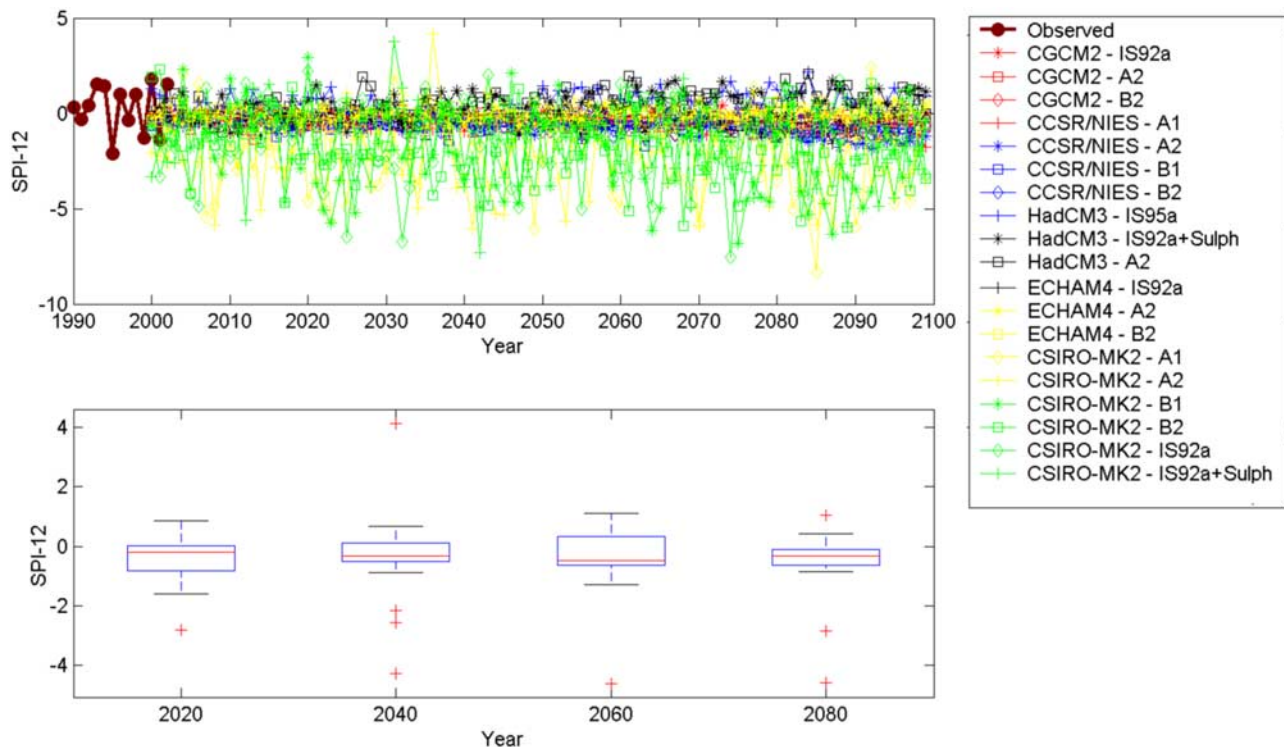 5
0
-5
-10
SPI-12
1990 2000 2010 2020 2030 2040 2050 2060 2070 2080 2090 2100
Year
Observed
CGCM2 - IS92a
CGCM2 - A2
CGCM2 - B2
CCSR/NIES - A1
CCSR/NIES - A2
CCSR/NIES - B1
CCSR/NIES - B2
HadCM3 - IS95a
HadCM3 - IS92a+Sulph
HadCM3 - A2
ECHAM4 - IS92a
ECHAM4 - A2
ECHAM4 - B2
CSIRO-MK2 - A1
CSIRO-MK2 - A2
CSIRO-MK2 - B1
CSIRO-MK2 - B2
CSIRO-MK2 - IS92a
CSIRO-MK2 - IS92a+Sulph
4
2
0
-2
-4
SPI-12
2020 2040 2060 2080
Year